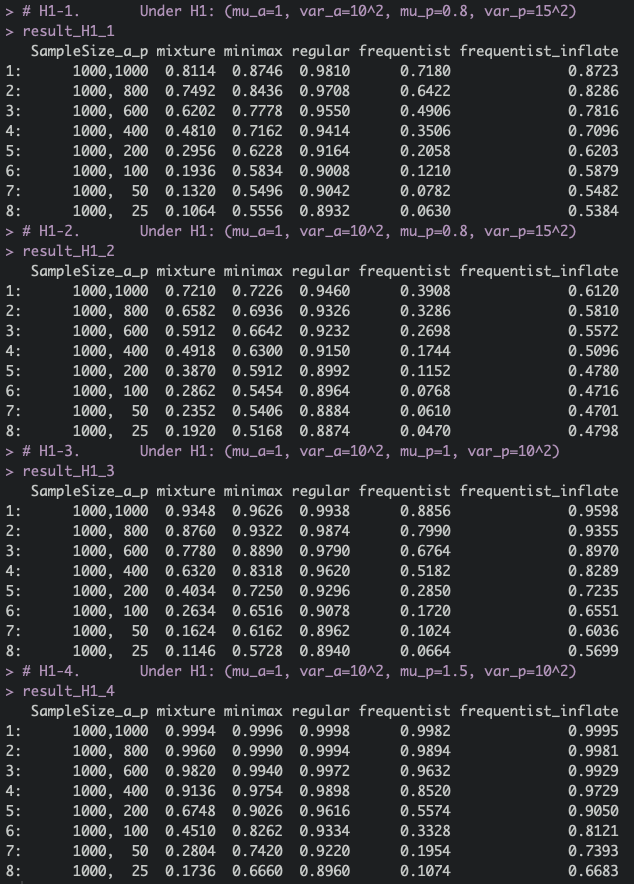 > # H1-1.       Under H1: (mu_a=1, var_a=10^2, mu_p=0.8, var_p=15^2)
> result_H1_1
   SampleSize_a_p mixture minimax regular frequentist frequentist_inflate
1:      1000,1000  0.8114  0.8746  0.9810      0.7180              0.8723
2:      1000, 800  0.7492  0.8436  0.9708      0.6422              0.8286
3:      1000, 600  0.6202  0.7778  0.9550      0.4906              0.7816
4:      1000, 400  0.4810  0.7162  0.9414      0.3506              0.7096
5:      1000, 200  0.2956  0.6228  0.9164      0.2058              0.6203
6:      1000, 100  0.1936  0.5834  0.9008      0.1210              0.5879
7:      1000,  50  0.1320  0.5496  0.9042      0.0782              0.5482
8:      1000,  25  0.1064  0.5556  0.8932      0.0630              0.5384
> # H1-2.       Under H1: (mu_a=1, var_a=10^2, mu_p=0.8, var_p=15^2)
> result_H1_2
   SampleSize_a_p mixture minimax regular frequentist frequentist_inflate
1:      1000,1000  0.7210  0.7226  0.9460      0.3908              0.6120
2:      1000, 800  0.6582  0.6936  0.9326      0.3286              0.5810
3:      1000, 600  0.5912  0.6642  0.9232      0.2698              0.5572
4:      1000, 400  0.4918  0.6300  0.9150      0.1744              0.5096
5:      1000, 200  0.3870  0.5912  0.8992      0.1152              0.4780
6:      1000, 100  0.2862  0.5454  0.8964      0.0768              0.4716
7:      1000,  50  0.2352  0.5406  0.8884      0.0610              0.4701
8:      1000,  25  0.1920  0.5168  0.8874      0.0470              0.4798
> # H1-3.       Under H1: (mu_a=1, var_a=10^2, mu_p=1, var_p=10^2)
> result_H1_3
   SampleSize_a_p mixture minimax regular frequentist frequentist_inflate
1:      1000,1000  0.9348  0.9626  0.9938      0.8856              0.9598
2:      1000, 800  0.8760  0.9322  0.9874      0.7990              0.9355
3:      1000, 600  0.7780  0.8890  0.9790      0.6764              0.8970
4:      1000, 400  0.6320  0.8318  0.9620      0.5182              0.8289
5:      1000, 200  0.4034  0.7250  0.9296      0.2850              0.7235
6:      1000, 100  0.2634  0.6516  0.9078      0.1720              0.6551
7:      1000,  50  0.1624  0.6162  0.8962      0.1024              0.6036
8:      1000,  25  0.1146  0.5728  0.8940      0.0664              0.5699
> # H1-4.       Under H1: (mu_a=1, var_a=10^2, mu_p=1.5, var_p=10^2)
> result_H1_4
   SampleSize_a_p mixture minimax regular frequentist frequentist_inflate
1:      1000,1000  0.9994  0.9996  0.9998      0.9982              0.9995
2:      1000, 800  0.9960  0.9990  0.9994      0.9894              0.9981
3:      1000, 600  0.9820  0.9940  0.9972      0.9632              0.9929
4:      1000, 400  0.9136  0.9754  0.9898      0.8520              0.9729
5:      1000, 200  0.6748  0.9026  0.9616      0.5574              0.9050
6:      1000, 100  0.4510  0.8262  0.9334      0.3328              0.8121
7:      1000,  50  0.2804  0.7420  0.9220      0.1954              0.7393
8:      1000,  25  0.1736  0.6660  0.8960      0.1074              0.6683